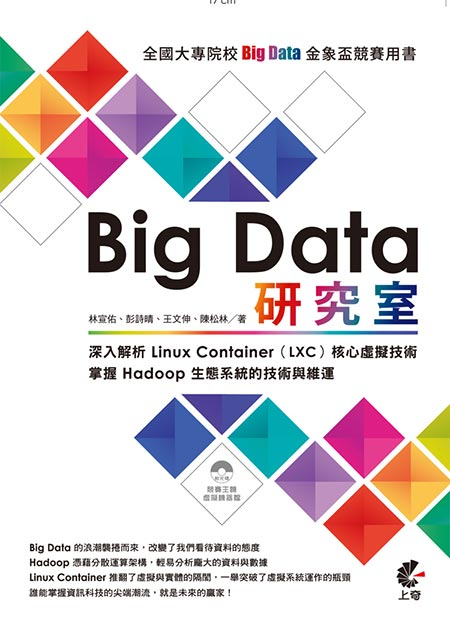 17 cm
全國大專院校 Big Data 金象盃競賽用書
Big Data
研究室
林宣佑、彭詩晴、王文伸、陳松林／著
深入解析 Linux Container（LXC）核心虛擬技術
掌握 Hadoop 生態系統的技術與維運
附光碟
競賽主機
虛擬機器檔
Big Data 的浪潮襲捲而來，改變了我們看待資料的態度
Hadoop 憑藉分散運算架構，輕易分析龐大的資料與數據
Linux Container 推翻了虛擬與實體的隔閡，一舉突破了虛擬系統運作的瓶頸
誰能掌握資訊科技的尖端潮流，就是未來的贏家！
上奇